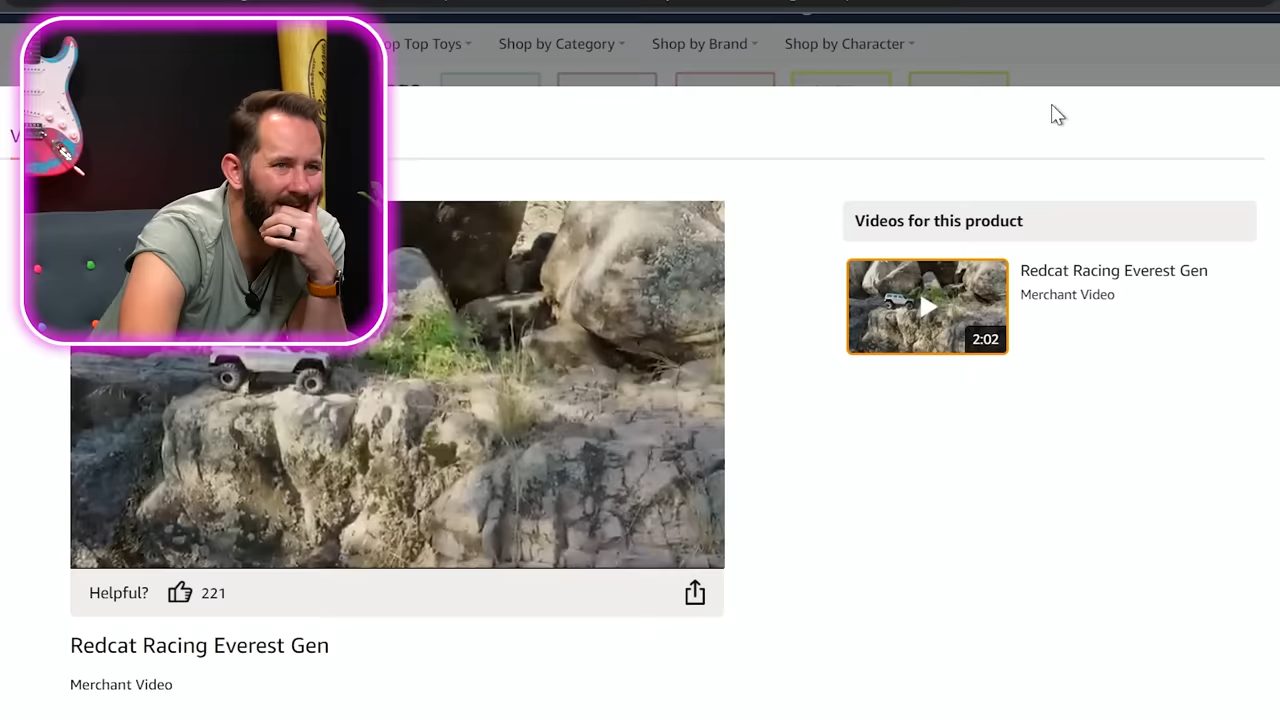 op Top Toys
Shop by Category
Shop by Brand
Shop by Character
V
Videos for this product
Redcat Racing Everest Gen
Merchant Video
2:02
Helpful?
221
Redcat Racing Everest Gen
Merchant Video